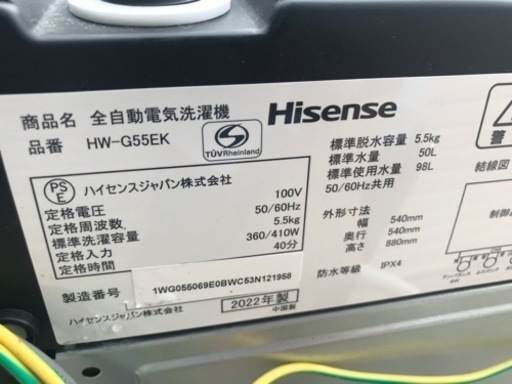 商品名 全自動電気洗濯機
品番 HW-G55EK
S TÜVRheinland
Hisense
PS E ハイセンスジャパン株式会社
定格電圧 100V
定格周波数 50/60Hz
標準洗濯容量 5.5kg
定格入力 360/410W
定格時間 40分
製造番号 1WG055069E0BWC53N121958
ハイセンスジャパン株式会社 2022年製 中国製
標準脱水容量 5.5kg
標準水量 50L
標準使用水量 98L
50/60Hz共用
外形寸法
幅 540mm
奥行 540mm
高さ 880mm
防水等級 IPX4
警
結線図
制御